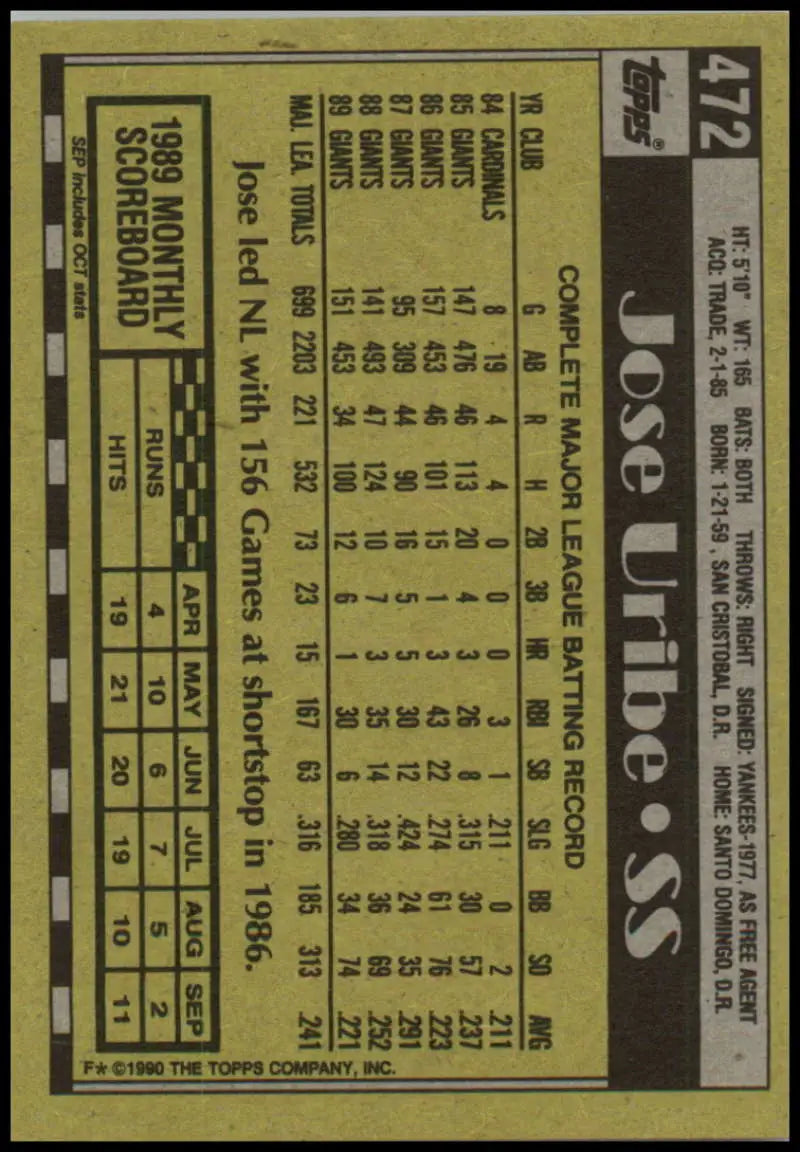 472
HT: 5'10" WT: 165 BATS: BOTH THROWS: RIGHT SIGNED: YANKEES-1977, AS FREE AGENT
ACQ: TRADE, 2-1-85 BORN: 1-21-59, SAN CRISTOBAL, D.R. HOME: SANTO DOMINGO, D.R.
topps®
Jose Uribe • SS
COMPLETE MAJOR LEAGUE BATTING RECORD
YR CLUB G AB R H 2B 3B HR RBI SB SLG BB SO AVG
84 CARDINALS 8 19 4 4 0 0 0 3 1 .211 0 2 .211
85 GIANTS 147 476 46 113 20 4 3 26 8 .315 30 57 .237
86 GIANTS 157 453 46 101 15 1 3 43 22 .274 61 76 .223
87 GIANTS 95 309 44 90 16 5 5 30 12 .424 24 35 .291
88 GIANTS 141 493 47 124 10 7 3 35 14 .318 36 69 .252
89 GIANTS 151 453 34 100 12 6 1 30 6 .280 34 74 .221
MAJ. LEA. TOTALS 699 2203 221 532 73 23 15 167 63 .316 185 313 .241
Jose led NL with 156 Games at shortstop in 1986.
1989 MONTHLY
SCOREBOARD
APR MAY JUN JUL AUG SEP
RUNS 4 10 6 7 5 2
HITS 19 21 20 19 10 11
SEP includes OCT stats
F* ©1990 THE TOPPS COMPANY, INC.